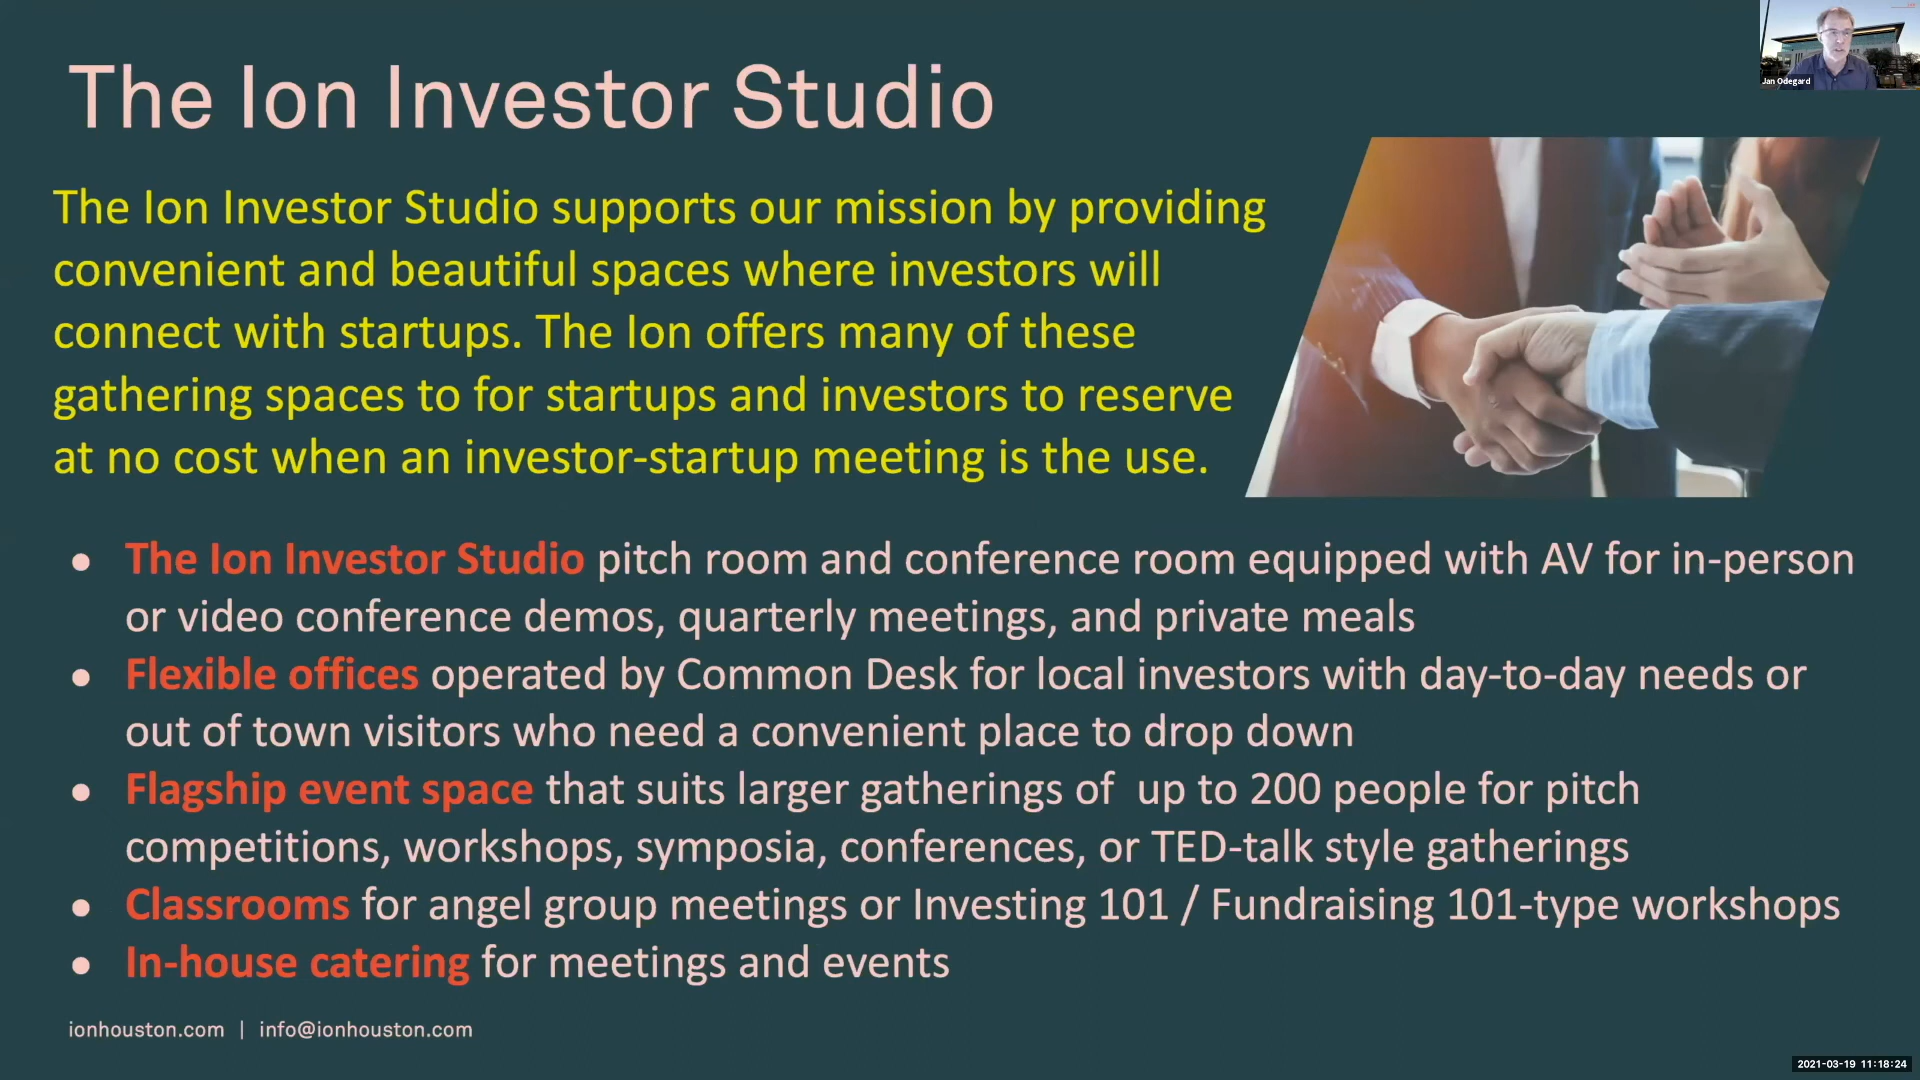 The Ion Investor Studio
Jan Odegard
The Ion Investor Studio supports our mission by providing
convenient and beautiful spaces where investors will
connect with startups. The Ion offers many of these
gathering spaces to for startups and investors to reserve
at no cost when an investor-startup meeting is the use.
● The Ion Investor Studio pitch room and conference room equipped with AV for in-person
or video conference demos, quarterly meetings, and private meals
● Flexible offices operated by Common Desk for local investors with day-to-day needs or
out of town visitors who need a convenient place to drop down
● Flagship event space that suits larger gatherings of  up to 200 people for pitch
competitions, workshops, symposia, conferences, or TED-talk style gatherings
● Classrooms for angel group meetings or Investing 101 / Fundraising 101-type workshops
● In-house catering for meetings and events
ionhouston.com | info@ionhouston.com
2021-03-19 11:18:24